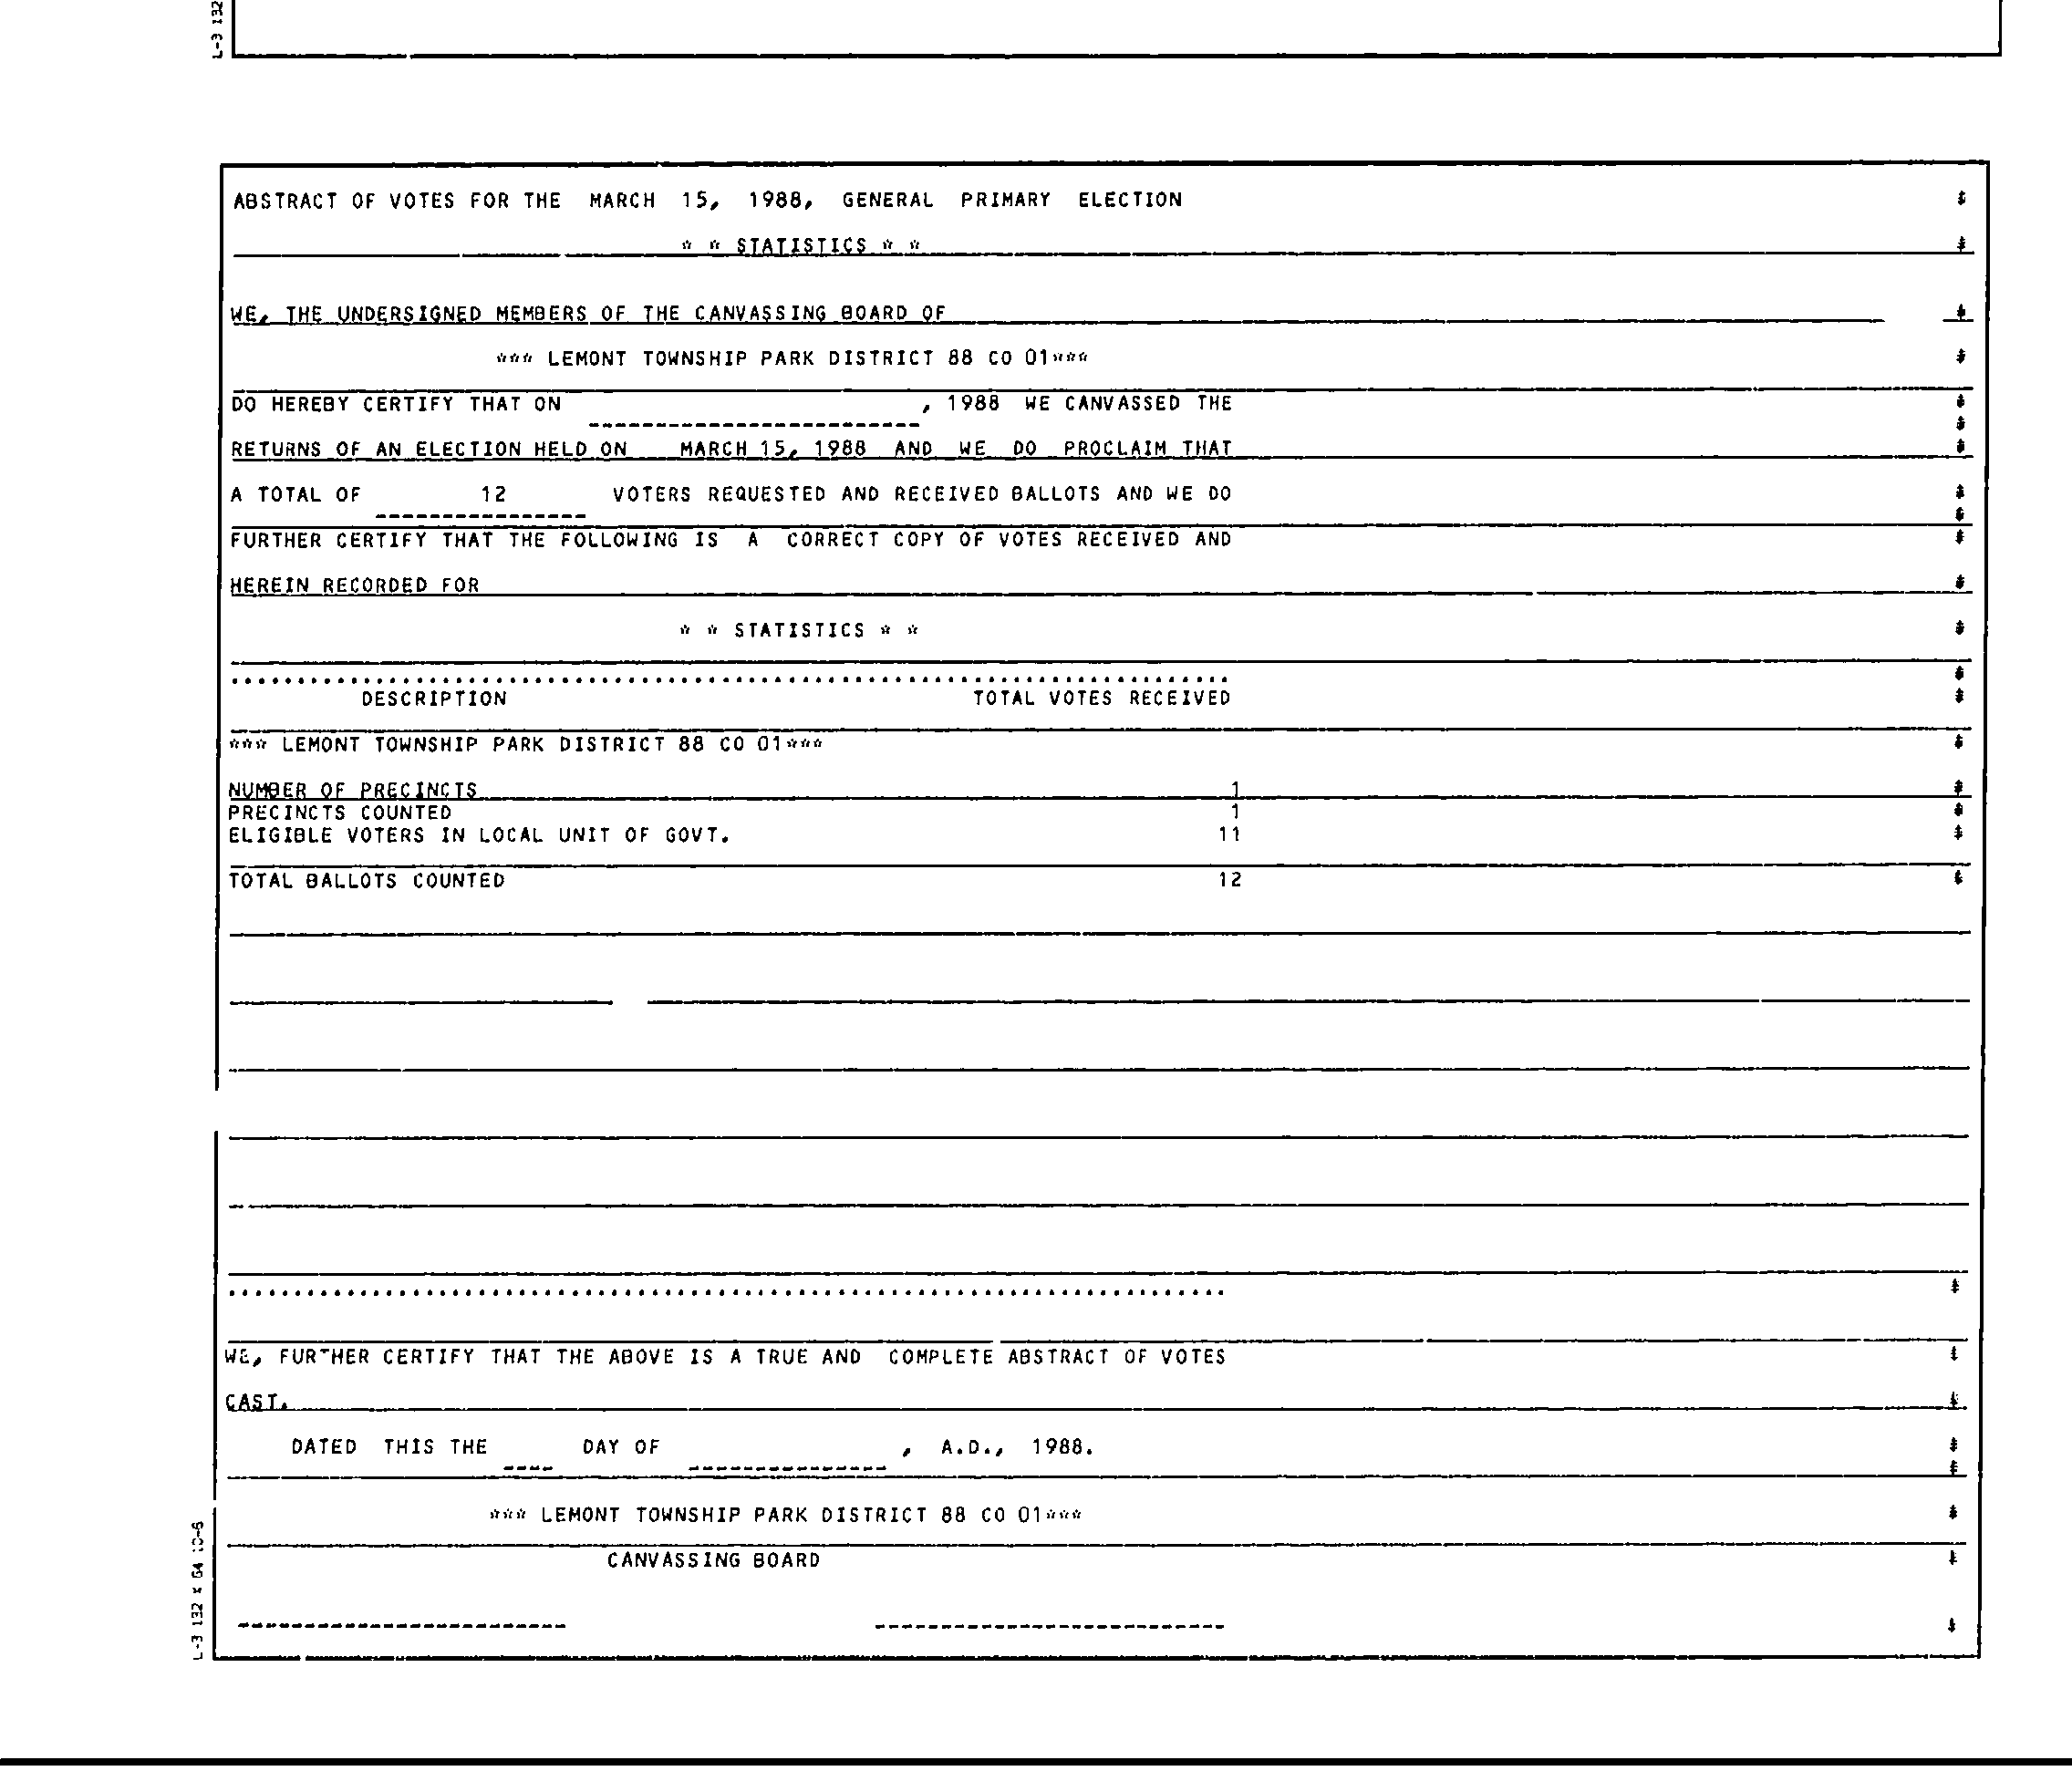 L-3 132
ABSTRACT OF VOTES FOR THE MARCH 15, 1988, GENERAL PRIMARY ELECTION
* * STATISTICS * *
WE, THE UNDERSIGNED MEMBERS OF THE CANVASSING BOARD OF
*** LEMONT TOWNSHIP PARK DISTRICT 88 CO 01***
DO HEREBY CERTIFY THAT ON _________________________, 1988 WE CANVASSED THE
RETURNS OF AN ELECTION HELD ON MARCH 15, 1988 AND WE DO PROCLAIM THAT
A TOTAL OF 12 VOTERS REQUESTED AND RECEIVED BALLOTS AND WE DO
FURTHER CERTIFY THAT THE FOLLOWING IS A CORRECT COPY OF VOTES RECEIVED AND
HEREIN RECORDED FOR
* * STATISTICS * *
DESCRIPTION TOTAL VOTES RECEIVED
*** LEMONT TOWNSHIP PARK DISTRICT 88 CO 01***
NUMBER OF PRECINCTS 1
PRECINCTS COUNTED 1
ELIGIBLE VOTERS IN LOCAL UNIT OF GOVT. 11
TOTAL BALLOTS COUNTED 12
WE, FURTHER CERTIFY THAT THE ABOVE IS A TRUE AND COMPLETE ABSTRACT OF VOTES
CAST.
DATED THIS THE ____ DAY OF _______________, A.D., 1988.
*** LEMONT TOWNSHIP PARK DISTRICT 88 CO 01***
CANVASSING BOARD
L-3 132 x 64 10-6